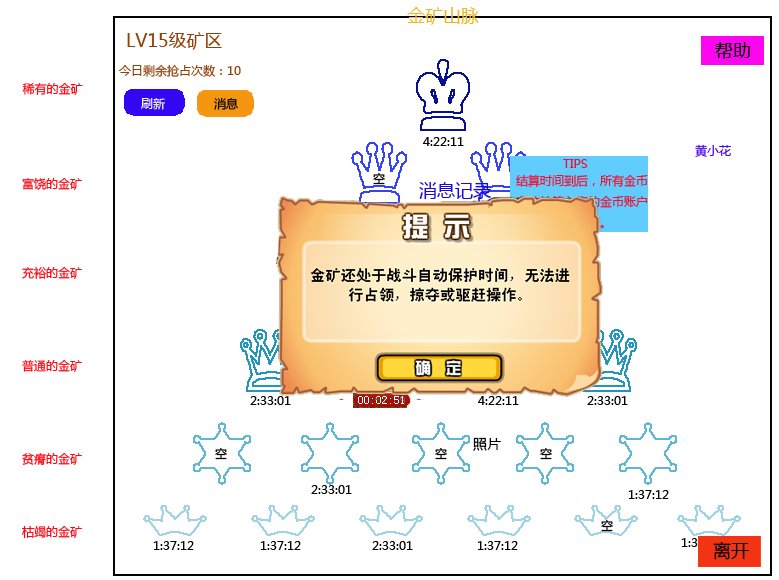 金矿山脉
LV15级矿区
帮助
今日剩余抢占次数：10
稀有的金矿
刷新
消息
4:22:11
黄小花
TIPS
空
结算时间到后，所有金币
富饶的金矿
消息记录
的金币账户
。
提 示
充裕的金矿
金矿还处于战斗自动保护时间，无法进
行占领，掠夺或驱赶操作。
普通的金矿
确 定
2:33:01
00:02:51
4:22:11
2:33:01
照片
贫瘠的金矿
空
空
空
2:33:01
1:37:12
枯竭的金矿
空
1:37:12
1:37:12
2:33:01
1:37:12
1:3
离开